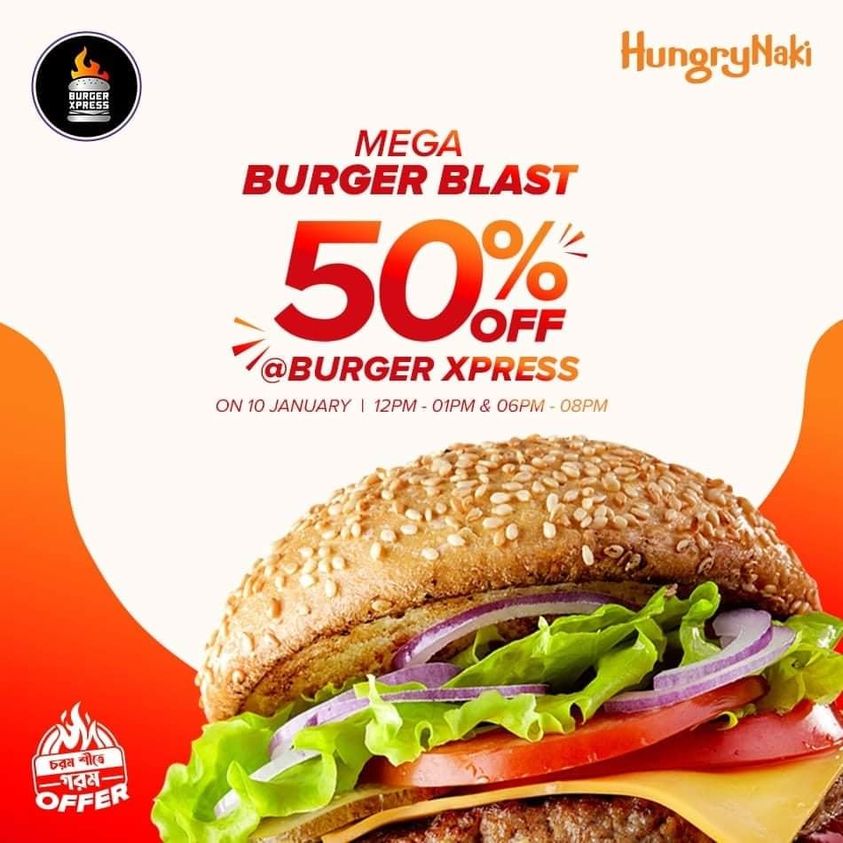 BURGER
XPRESS
HungryNaki
MEGA
BURGER BLAST
50%
OFF
@BURGER XPRESS
ON 10 JANUARY | 12PM - 01PM & 06PM - 08PM
চরম শীতে
গরম
OFFER